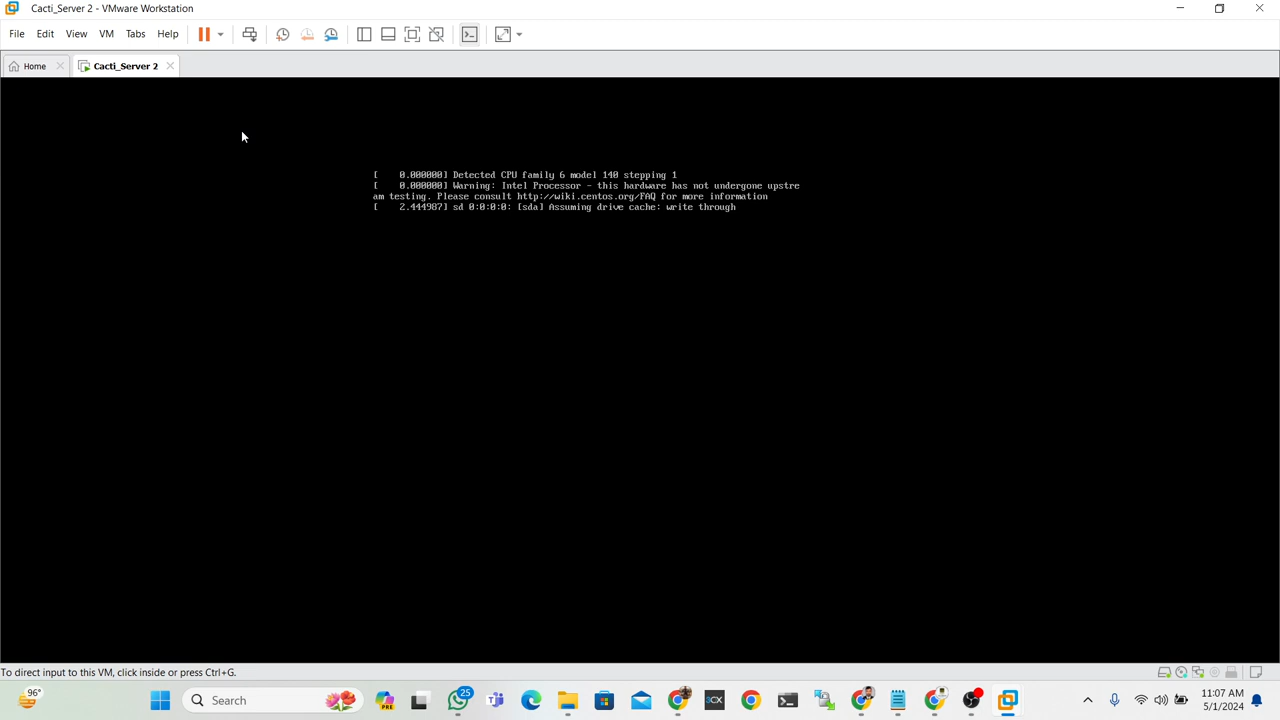 Cacti_Server 2 - VMware Workstation
File Edit View VM Tabs Help
Home
Cacti_Server 2
[    0.000000] Detected CPU family 6 model 140 stepping 1
[    0.000000] Warning: Intel Processor - this hardware has not undergone upstre
am testing. Please consult http://wiki.centos.org/FAQ for more information
[    2.444987] sd 0:0:0:0: [sda] Assuming drive cache: write through
To direct input to this VM, click inside or press Ctrl+G.
96°
Search
PRE
25
3CX
11:07 AM
5/1/2024